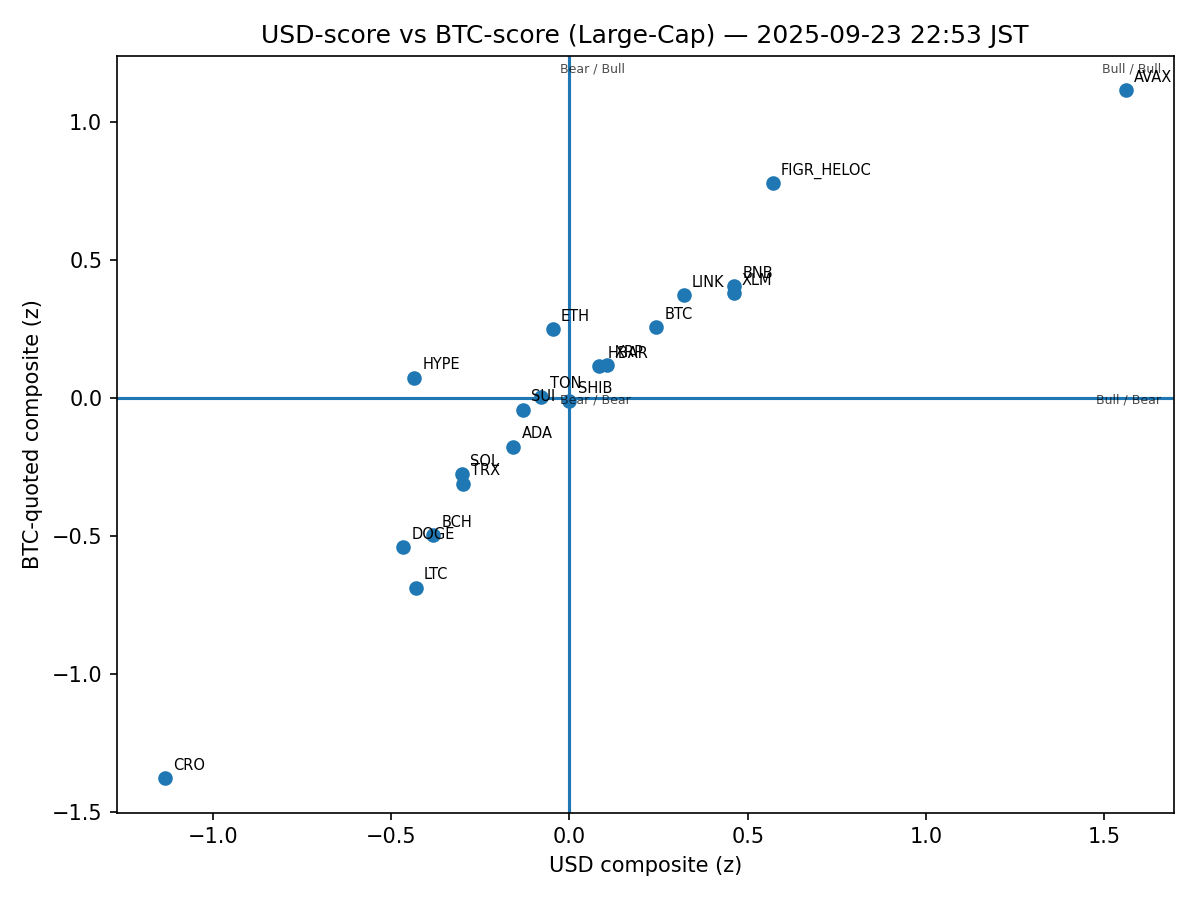 USD-score vs BTC-score (Large-Cap) — 2025-09-23 22:53 JST
Bear / Bull
Bull / Bull
AVAX
1.0
FIGR_HELOC
0.5
BNB
XLM
LINK
BTC
ETH
HBAR
XRP
HYPE
TON
SHIB
SUI
0.0
Bear / Bear
Bull / Bear
ADA
SOL
TRX
BCH
DOGE
−0.5
LTC
−1.0
CRO
−1.5
BTC-quoted composite (z)
−1.0
−0.5
0.0
0.5
1.0
1.5
USD composite (z)